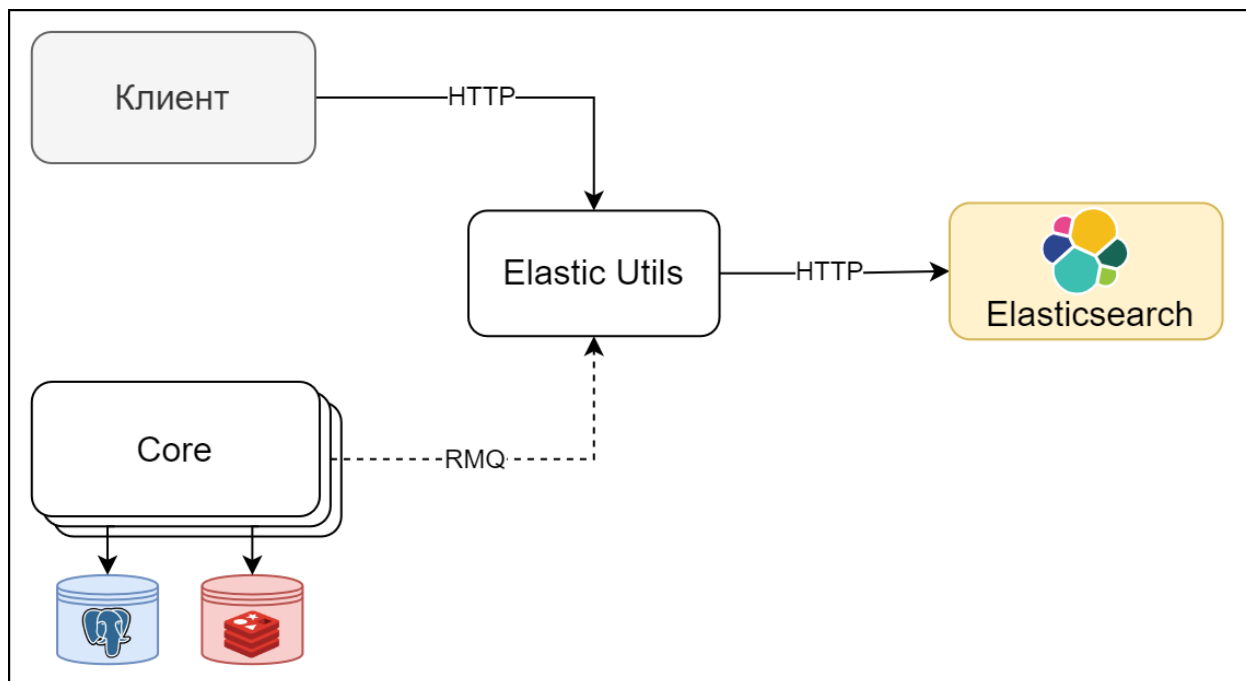 Клиент
HTTP
Elastic Utils
HTTP
Elasticsearch
Core
RMQ